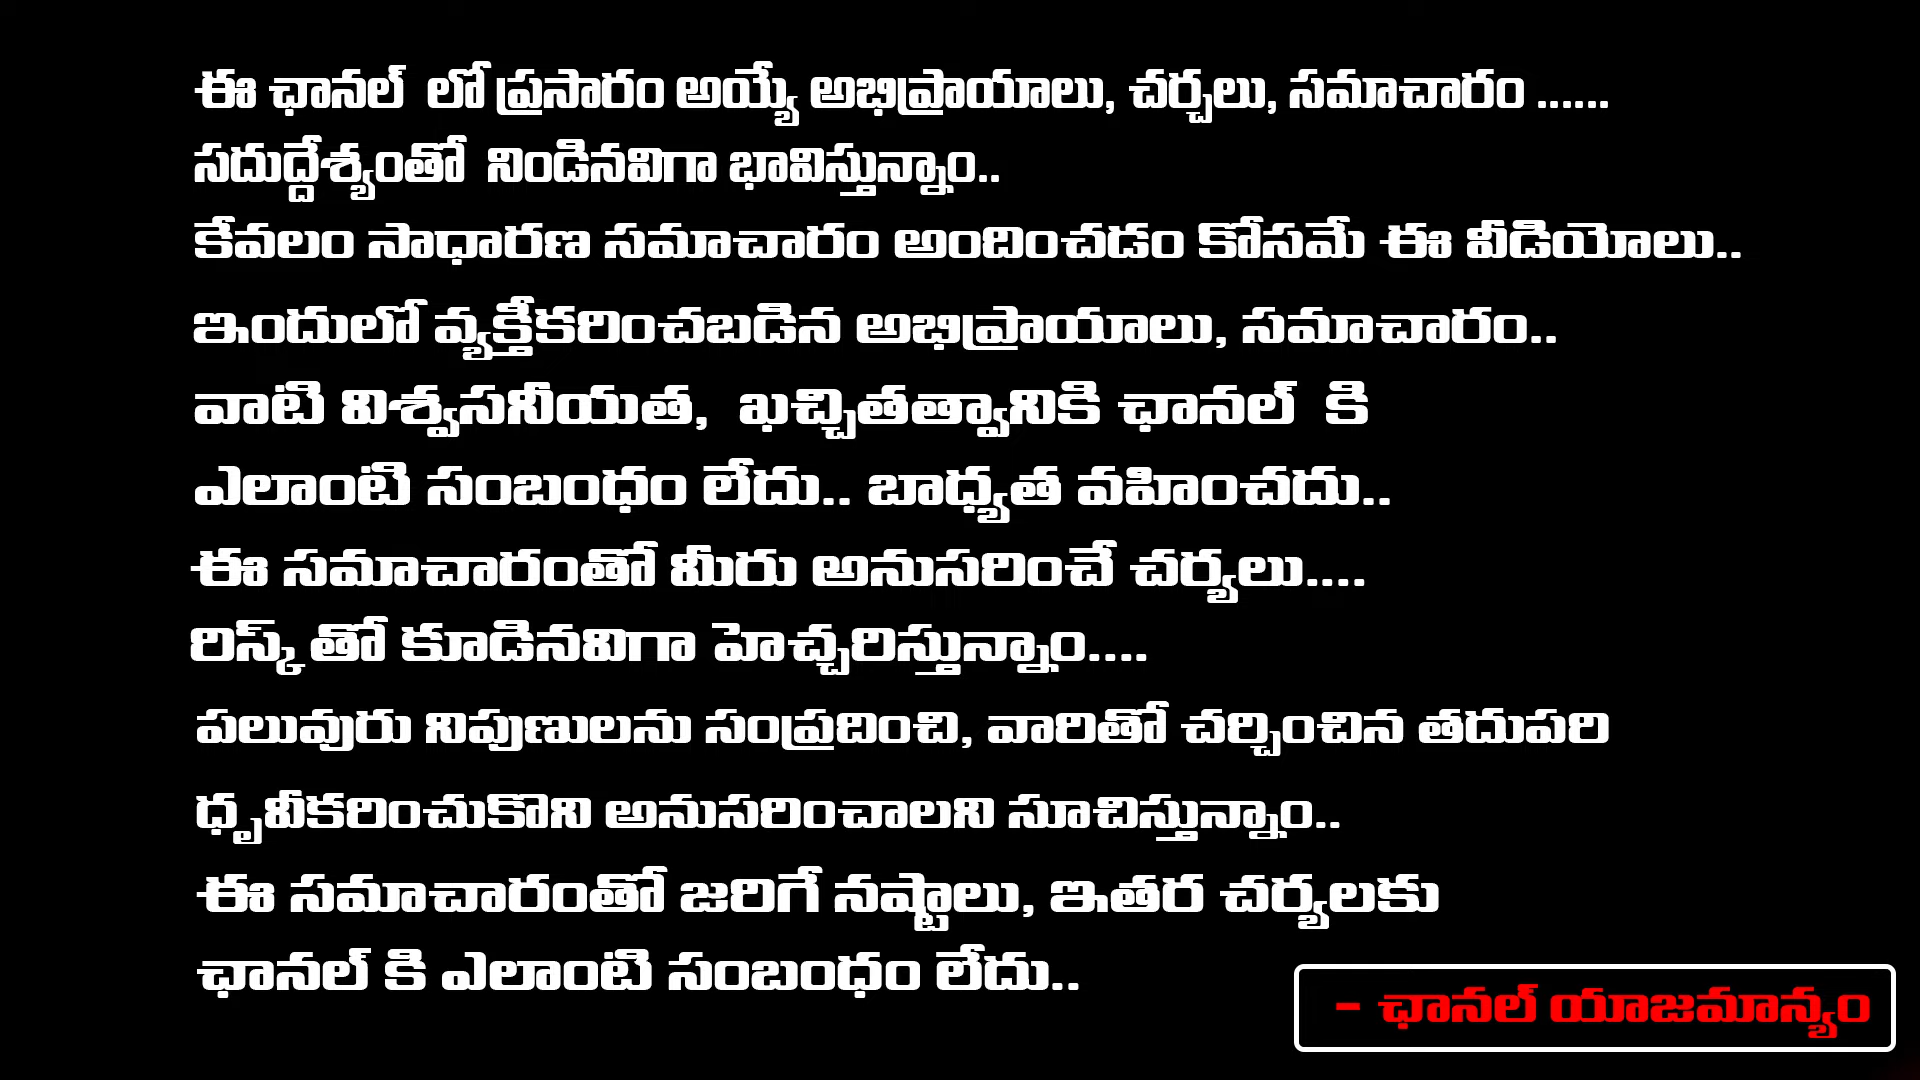 ఈ ఛానల్ లో ప్రసారం అయ్యే అభిప్రాయాలు, చర్చలు, సమాచారం ......
సదుద్దేశ్యంతో నిండినవిగా భావిస్తున్నాం..
కేవలం సాధారణ సమాచారం అందించడం కోసమే ఈ వీడియోలు..
ఇందులో వ్యక్తీకరించబడిన అభిప్రాయాలు, సమాచారం..
వాటి విశ్వసనీయత, ఖచ్చితత్వానికి ఛానల్ కి
ఎలాంటి సంబంధం లేదు.. బాధ్యత వహించదు..
ఈ సమాచారంతో మీరు అనుసరించే చర్యలు....
రిస్క్ తో కూడినవిగా హెచ్చరిస్తున్నాం....
పలువురు నిపుణులను సంప్రదించి, వారితో చర్చించిన తదుపరి
ధృవీకరించుకొని అనుసరించాలని సూచిస్తున్నాం..
ఈ సమాచారంతో జరిగే నష్టాలు, ఇతర చర్యలకు
ఛానల్ కి ఎలాంటి సంబంధం లేదు..
- ఛానల్ యాజమాన్యం